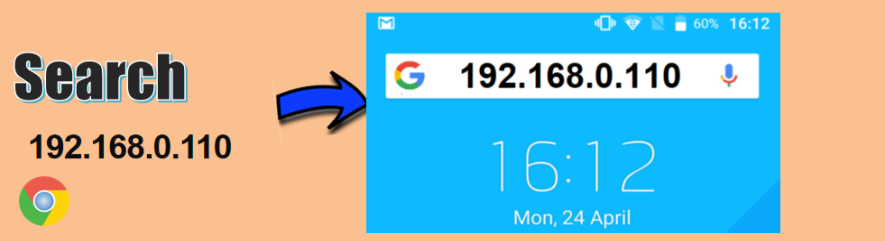 Search
192.168.0.110
60% 16:12
192.168.0.110
16:12
Mon, 24 April